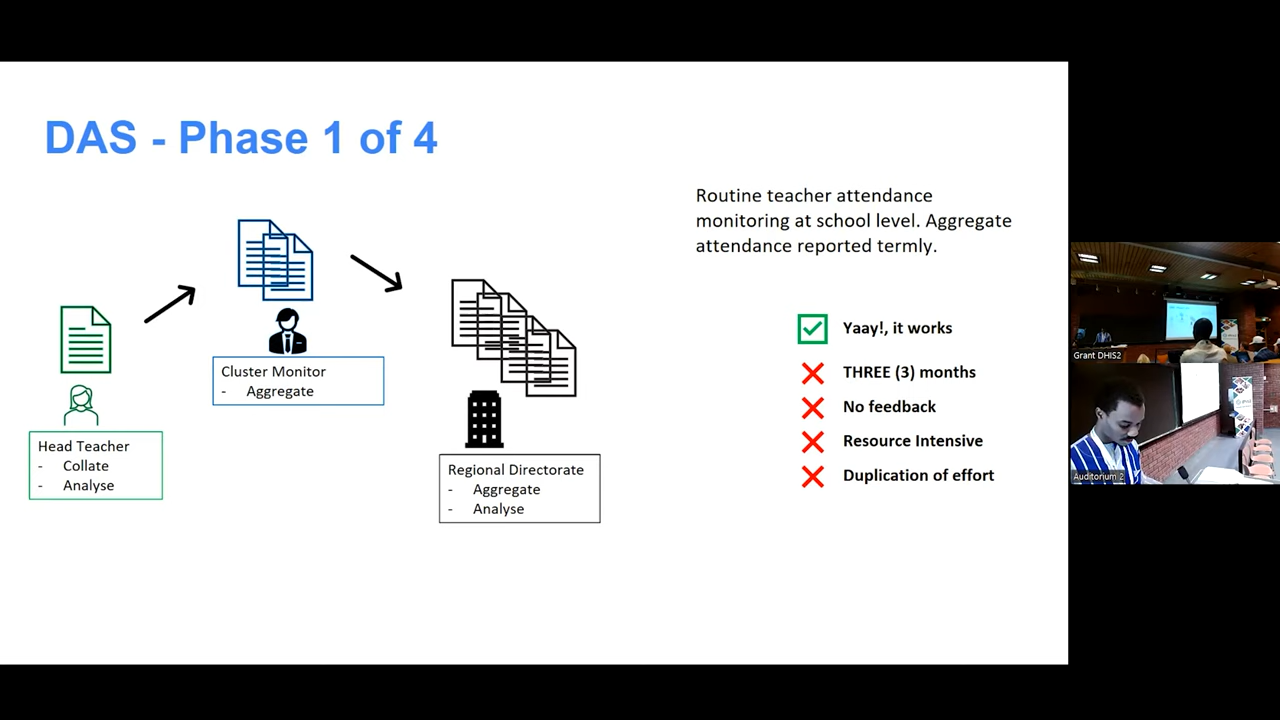 DAS - Phase 1 of 4
Routine teacher attendance
monitoring at school level. Aggregate
attendance reported termly.
Head Teacher
- Collate
- Analyse
Cluster Monitor
- Aggregate
Regional Directorate
- Aggregate
- Analyse
Yaay!, it works
THREE (3) months
No feedback
Resource Intensive
Duplication of effort
Grant DHIS2
Auditorium 2